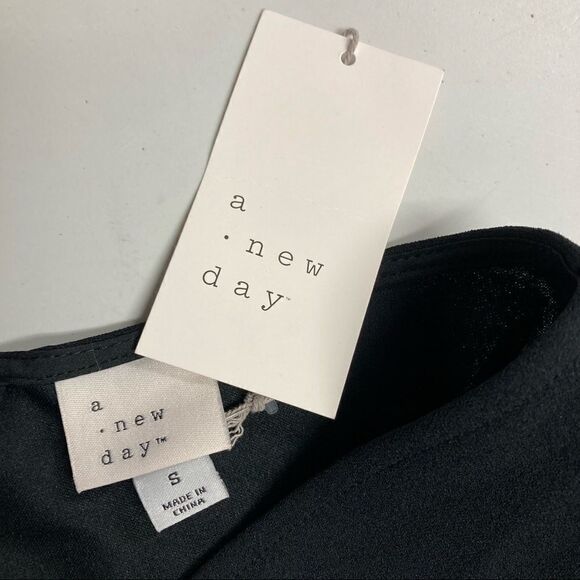 a
· new
day™
a
· new
day™
S
MADE IN
CHINA